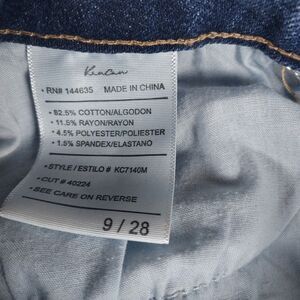 KanCan
• RN# 144635 MADE IN CHINA
• 82.5% COTTON/ALGODON
• 11.5% RAYON/RAYON
• 4.5% POLYESTER/POLIESTER
• 1.5% SPANDEX/ELASTANO
• STYLE / ESTILO # KC7140M
• CUT # 40224
• SEE CARE ON REVERSE
9 / 28